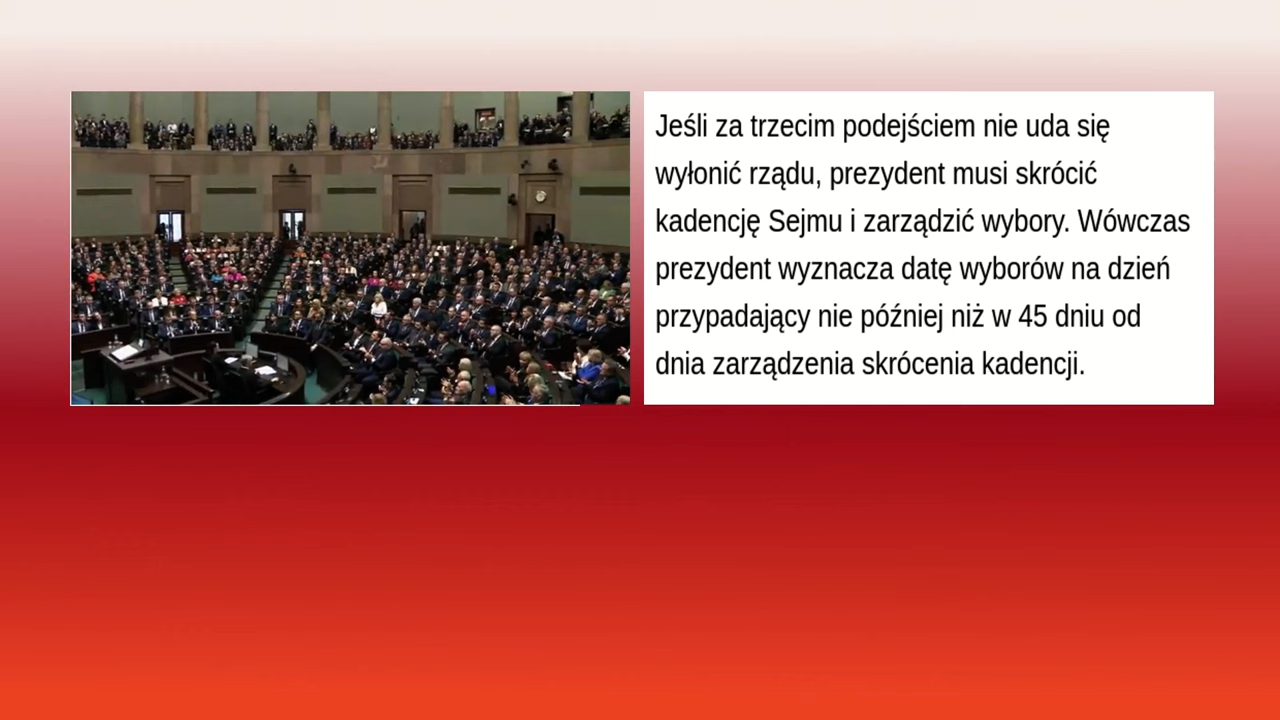 Jeśli za trzecim podejściem nie uda się
wyłonić rządu, prezydent musi skrócić
kadencję Sejmu i zarządzić wybory. Wówczas
prezydent wyznacza datę wyborów na dzień
przypadający nie później niż w 45 dniu od
dnia zarządzenia skrócenia kadencji.